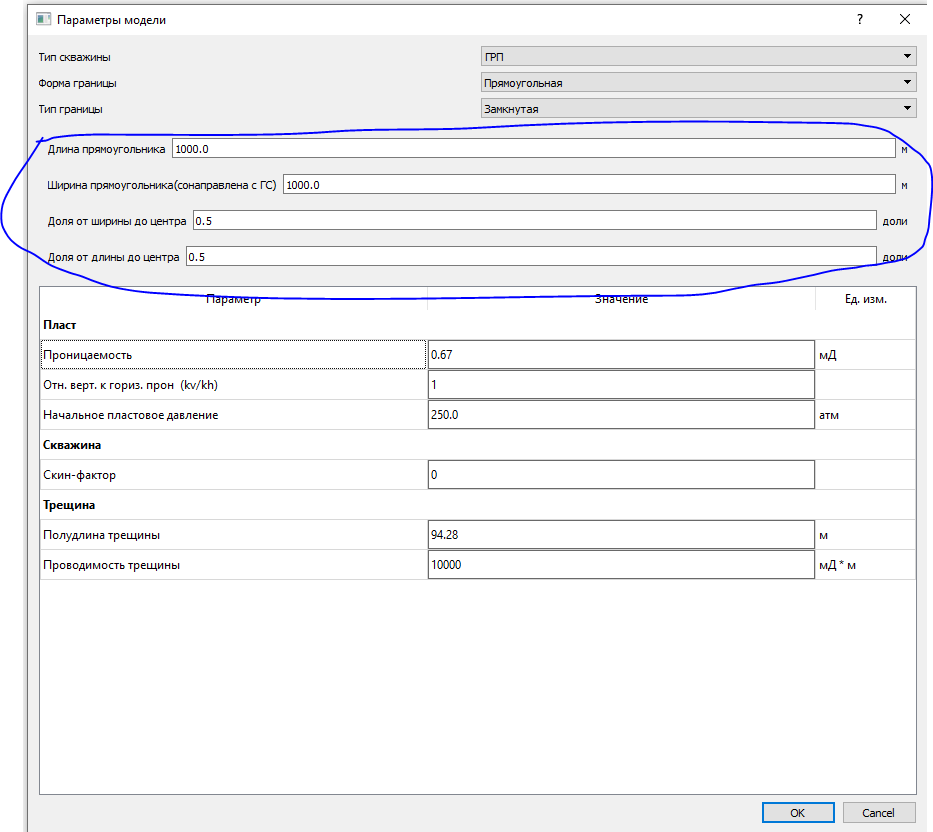 Параметры модели ?
Тип скважины ГРП
Форма границы Прямоугольная
Тип границы Замкнутая
Длина прямоугольника 1000.0 м
Ширина прямоугольника(сонаправлена с ГС) 1000.0 м
Доля от ширины до центра 0.5 доли
Доля от длины до центра 0.5 доли
Параметр Значение Ед. изм.
Пласт
Проницаемость 0.67 мД
Отн. верт. к гориз. прон (kv/kh) 1
Начальное пластовое давление 250.0 атм
Скважина
Скин-фактор 0
Трещина
Полудлина трещины 94.28 м
Проводимость трещины 10000 мД * м
OK Cancel